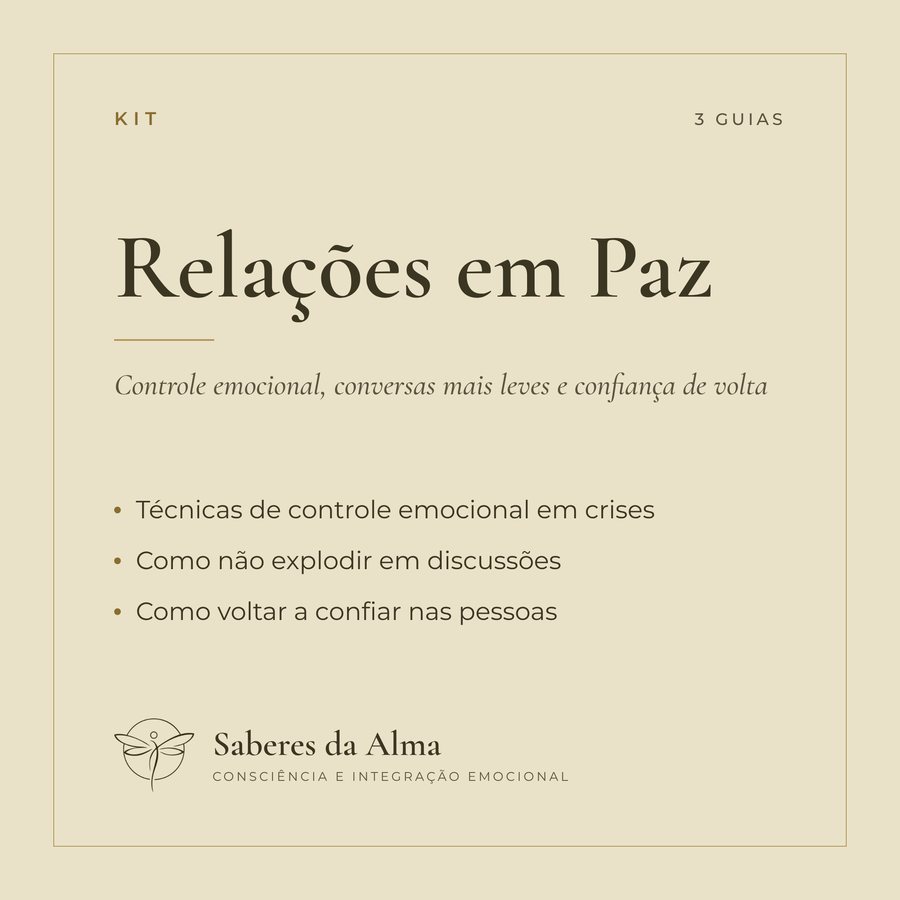 KIT
3 GUIAS
Relações em Paz
Controle emocional, conversas mais leves e confiança de volta
• Técnicas de controle emocional em crises
• Como não explodir em discussões
• Como voltar a confiar nas pessoas
Saberes da Alma
CONSCIÊNCIA E INTEGRAÇÃO EMOCIONAL